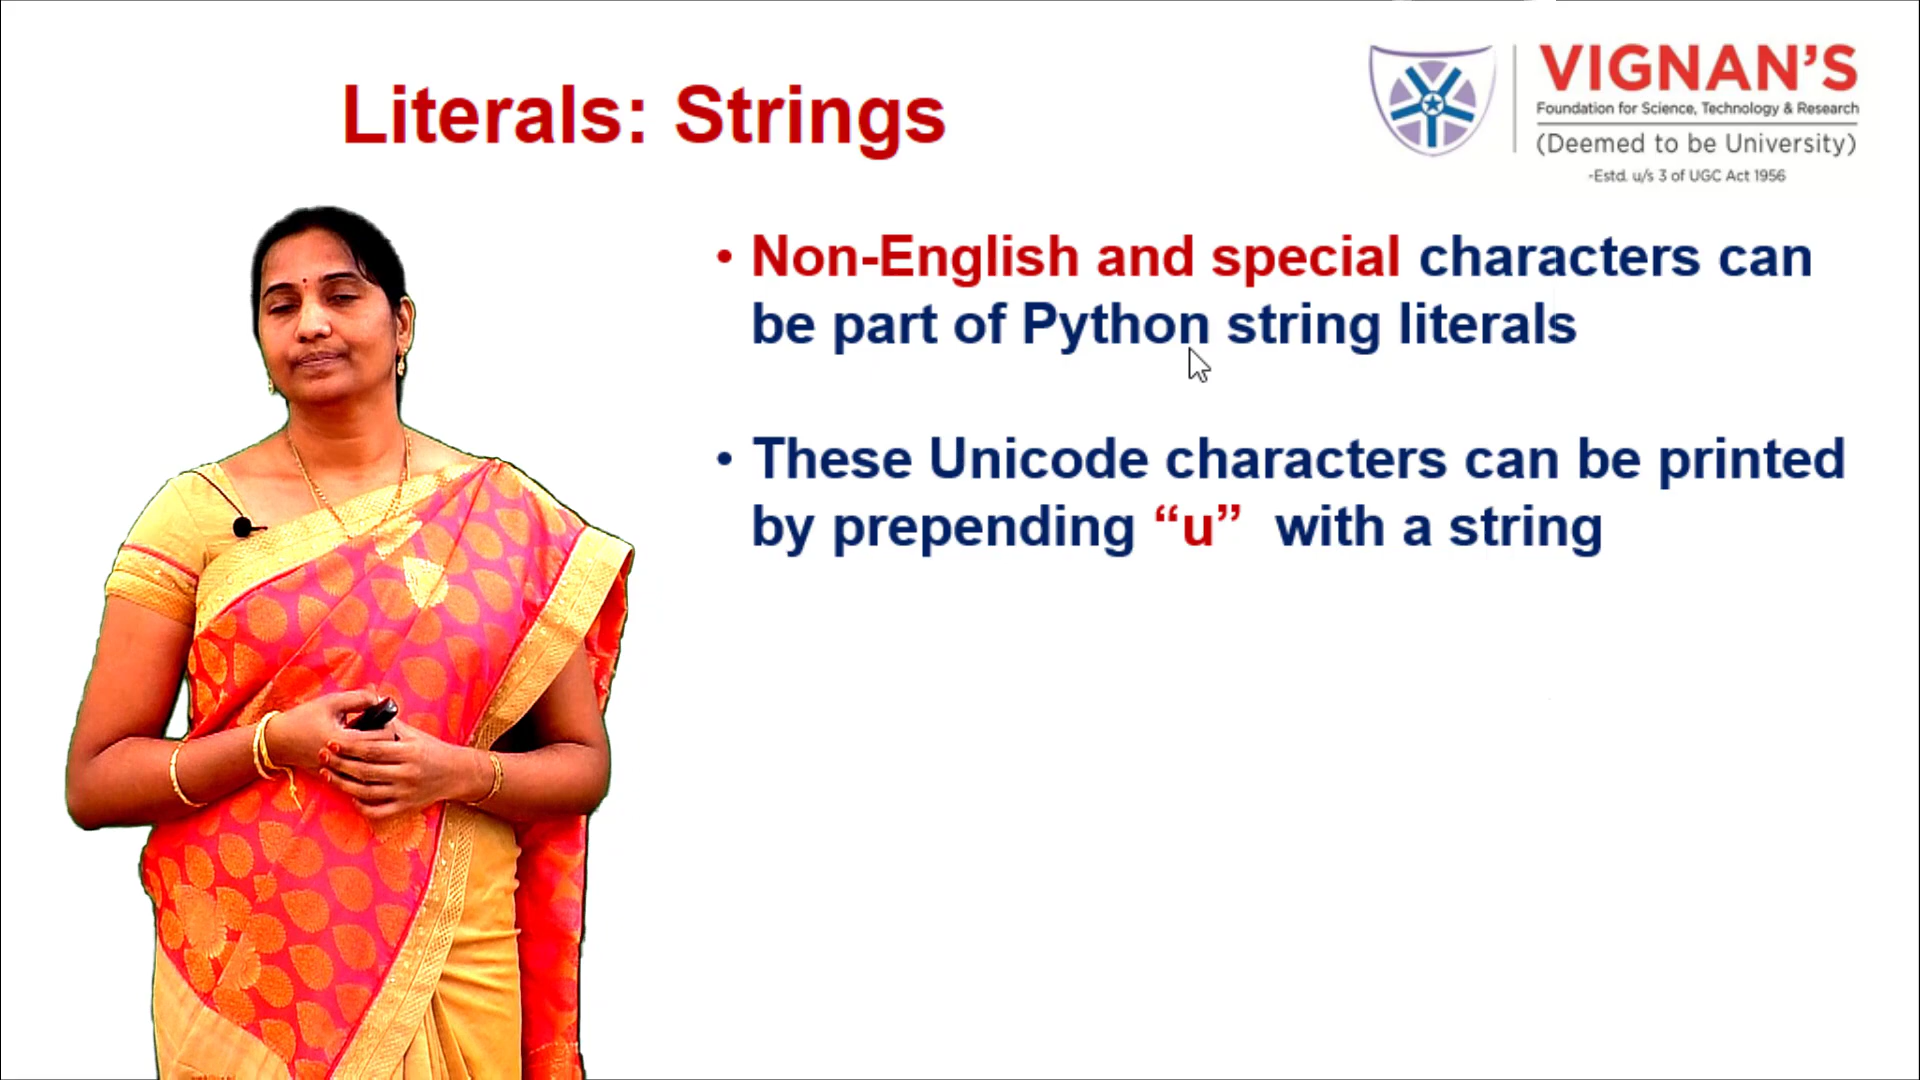 Literals: Strings
VIGNAN'S
Foundation for Science, Technology & Research
(Deemed to be University)
-Estd. u/s 3 of UGC Act 1956
• Non-English and special characters can
be part of Python string literals
• These Unicode characters can be printed
by prepending “u” with a string